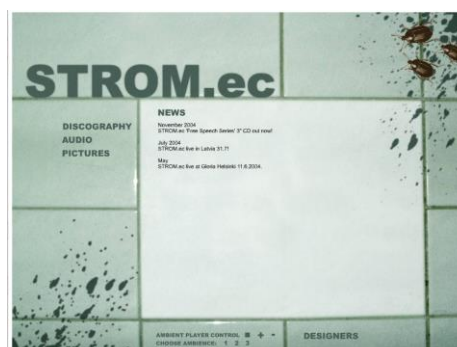 STROM.ec
DISCOGRAPHY
AUDIO
PICTURES
NEWS
November 2004
STROM.ec 'Free Speech Series' 3" CD out now!
July 2004
STROM.ec live in Latvia 31.7!
May
STROM.ec live at Gloria Helsinki 11.6.2004.
AMBIENT PLAYER CONTROL ■ + -
CHOOSE AMBIENCE: 1 2 3
DESIGNERS